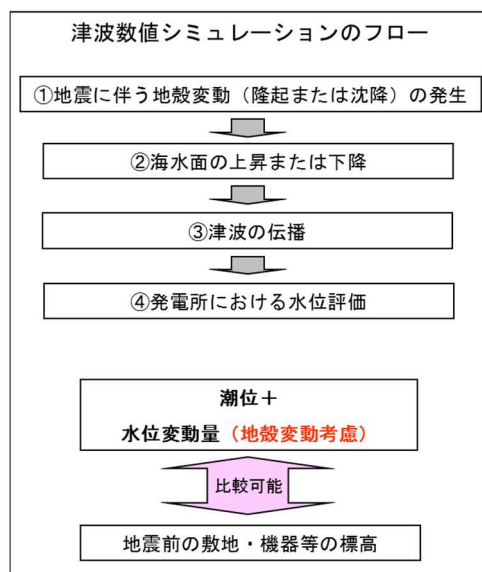 津波数値シミュレーションのフロー
①地震に伴う地殻変動（隆起または沈降）の発生
②海水面の上昇または下降
③津波の伝播
④発電所における水位評価
潮位＋
水位変動量（地殻変動考慮）
比較可能
地震前の敷地・機器等の標高